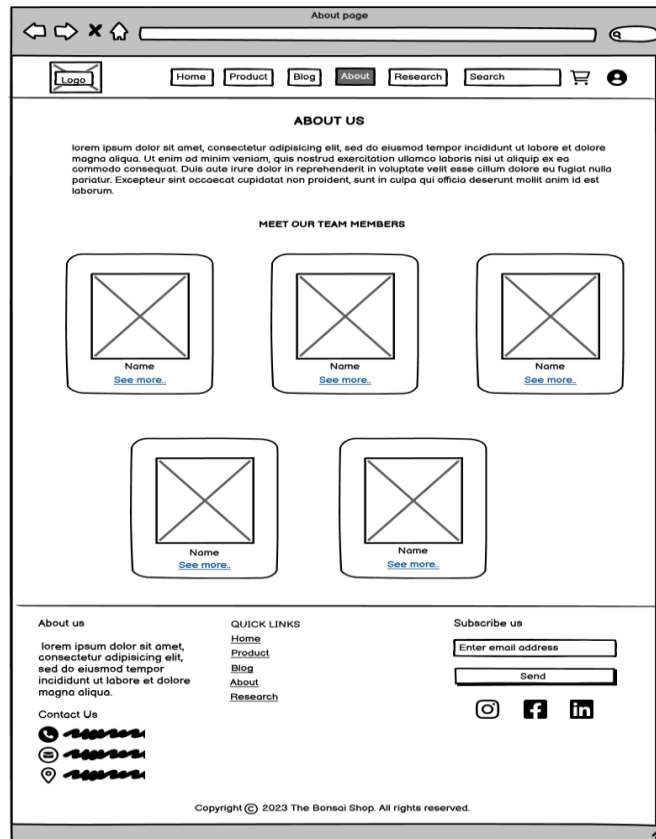 About page
Logo
Home
Product
Blog
About
Research
Search
ABOUT US
lorem ipsum dolor sit amet, consectetur adipisicing elit, sed do eiusmod tempor incididunt ut labore et dolore
magna aliqua. Ut enim ad minim veniam, quis nostrud exercitation ullamco laboris nisi ut aliquip ex ea
commodo consequat. Duis aute irure dolor in reprehenderit in voluptate velit esse cillum dolore eu fugiat nulla
pariatur. Excepteur sint occaecat cupidatat non proident, sunt in culpa qui officia deserunt mollit anim id est
laborum.
MEET OUR TEAM MEMBERS
Name
See more..
Name
See more..
Name
See more..
Name
See more..
Name
See more..
About us
lorem ipsum dolor sit amet,
consectetur adipisicing elit,
sed do eiusmod tempor
incididunt ut labore et dolore
magna aliqua.
Contact Us
QUICK LINKS
Home
Product
Blog
About
Research
Subscribe us
Enter email address
Send
in
Copyright © 2023 The Bonsai Shop. All rights reserved.